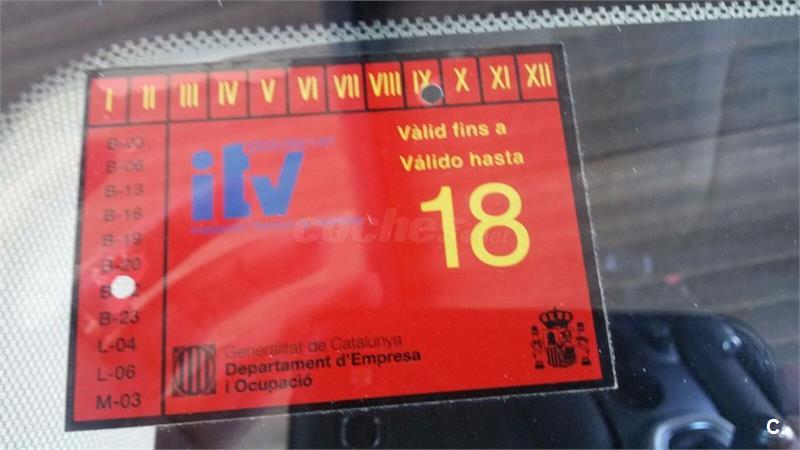 I II III IV V VI VII VIII IX X XI XII
B-03
B-06
B-13
B-16
B-19
B-20
B-23
L-04
L-06
M-03
itv
Vàlid fins a
Válido hasta
18
coches.net
Generalitat de Catalunya
Departament d'Empresa
i Ocupació
C